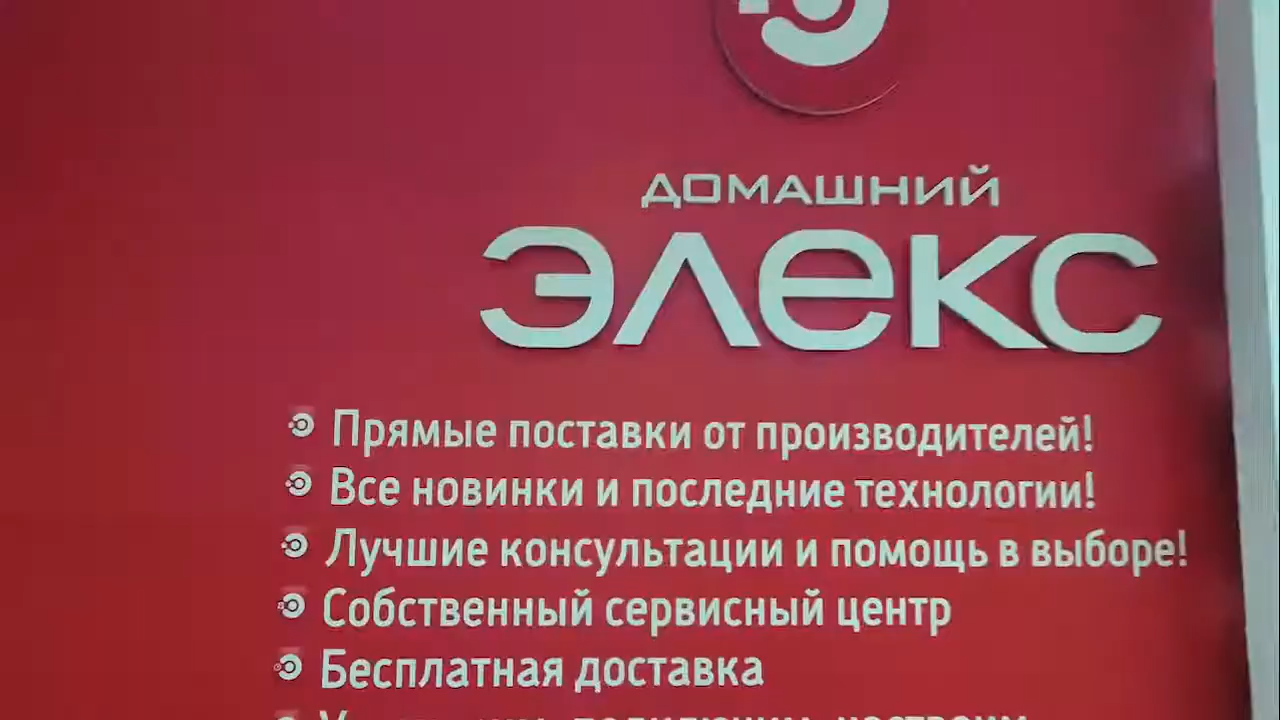 ДОМАШНИЙ
ЭЛЕКС
Прямые поставки от производителей!
Все новинки и последние технологии!
Лучшие консультации и помощь в выборе!
Собственный сервисный центр
Бесплатная доставка